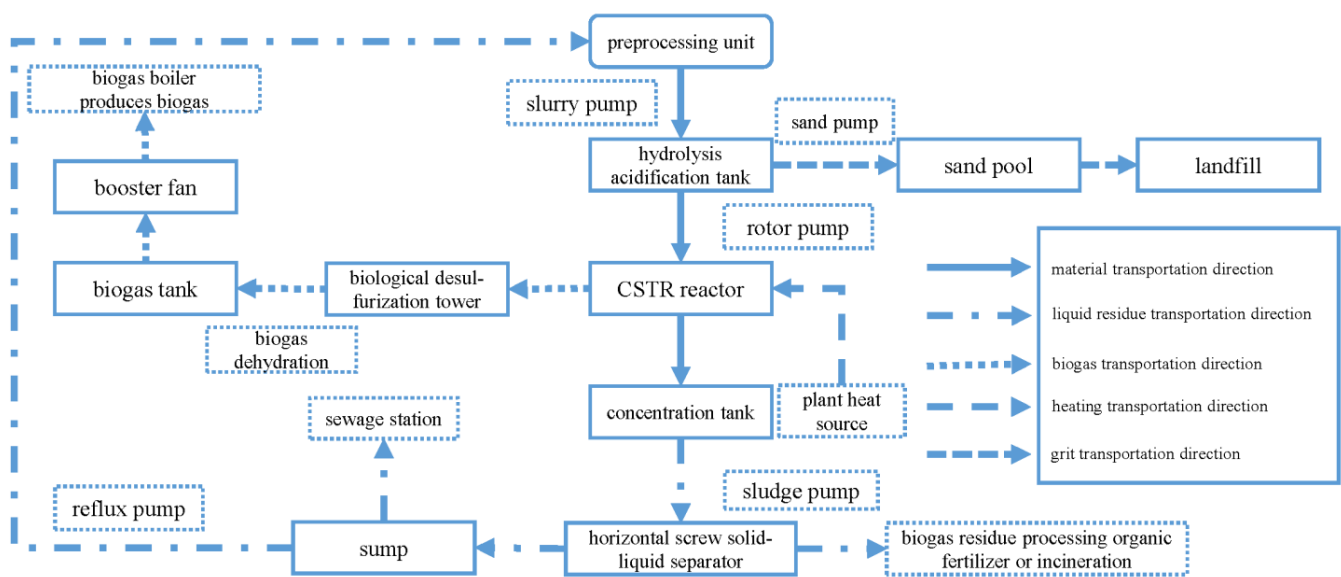 preprocessing unit
biogas boiler
produces biogas
slurry pump
sand pump
hydrolysis
acidification tank
sand pool
landfill
booster fan
rotor pump
biogas tank
biological desul-
furization tower
CSTR reactor
biogas
dehydration
material transportation direction
liquid residue transportation direction
biogas transportation direction
heating transportation direction
grit transportation direction
sewage station
concentration tank
plant heat
source
reflux pump
sludge pump
sump
horizontal screw solid-
liquid separator
biogas residue processing organic
fertilizer or incineration